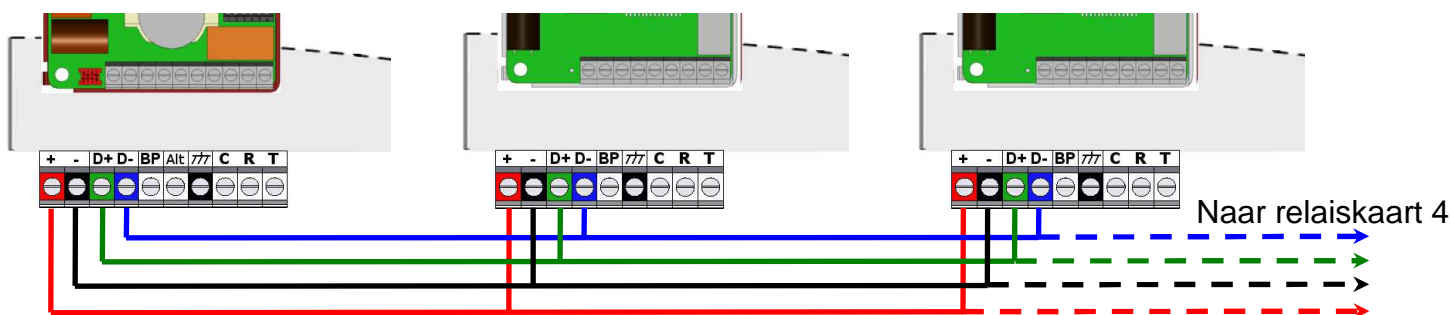 + - D+ D- BP Alt C R T
+ - D+ D- BP C R T
+ - D+ D- BP C R T
Naar relaiskaart 4